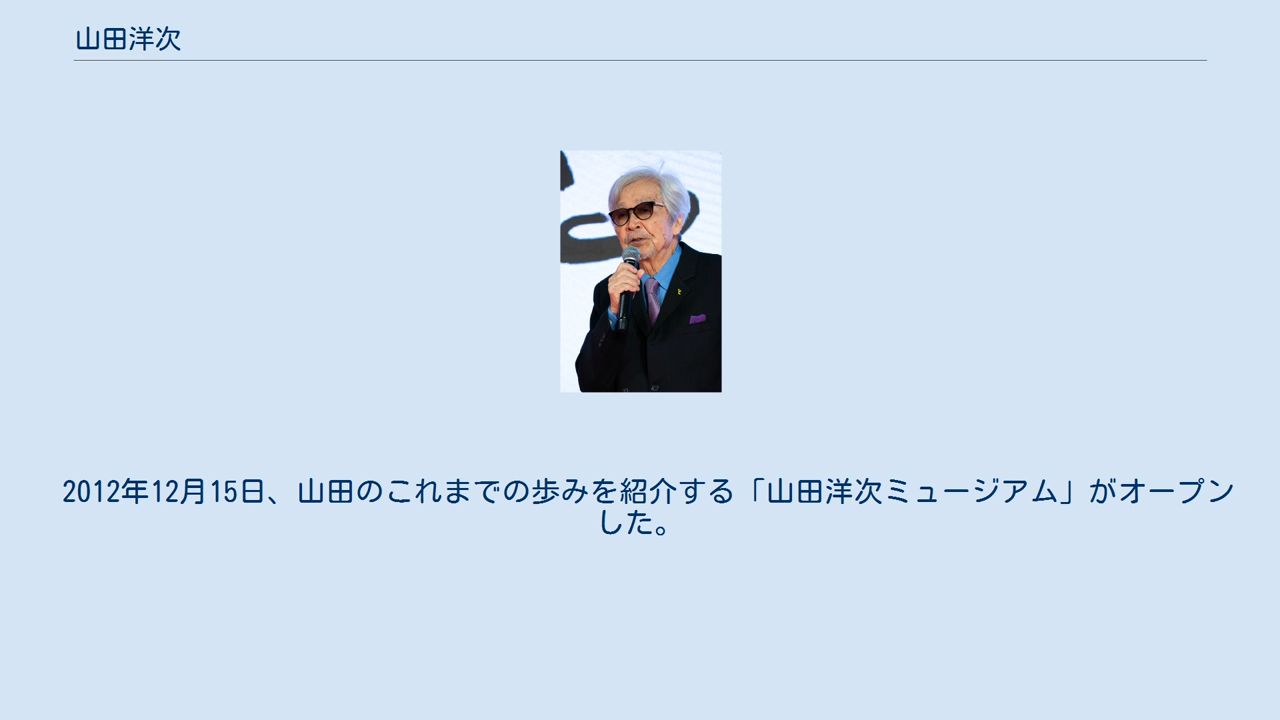 山田洋次
2012年12月15日、山田のこれまでの歩みを紹介する「山田洋次ミュージアム」がオープン
した。